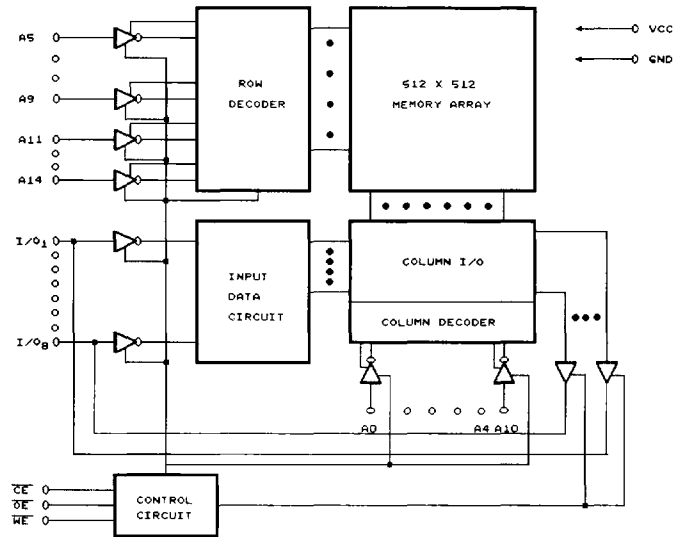 A5
A9
A11
A14
ROW
DECODER
512 X 512
MEMORY ARRAY
VCC
GND
I/O1
I/O8
INPUT
DATA
CIRCUIT
COLUMN I/O
COLUMN DECODER
A0
A4 A10
CE
OE
WE
CONTROL
CIRCUIT